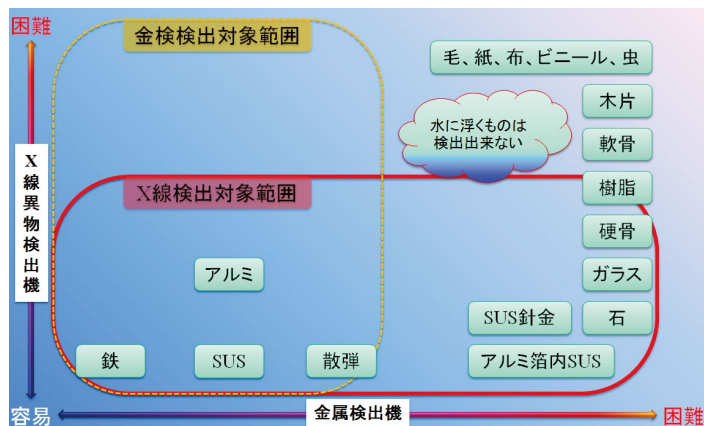 困難
金検検出対象範囲
毛、紙、布、ビニール、虫
木片
水に浮くものは
検出出来ない
軟骨
X線異物検出機
X線検出対象範囲
樹脂
硬骨
アルミ
ガラス
SUS針金
石
鉄
SUS
散弾
アルミ箔内SUS
容易
金属検出機
困難